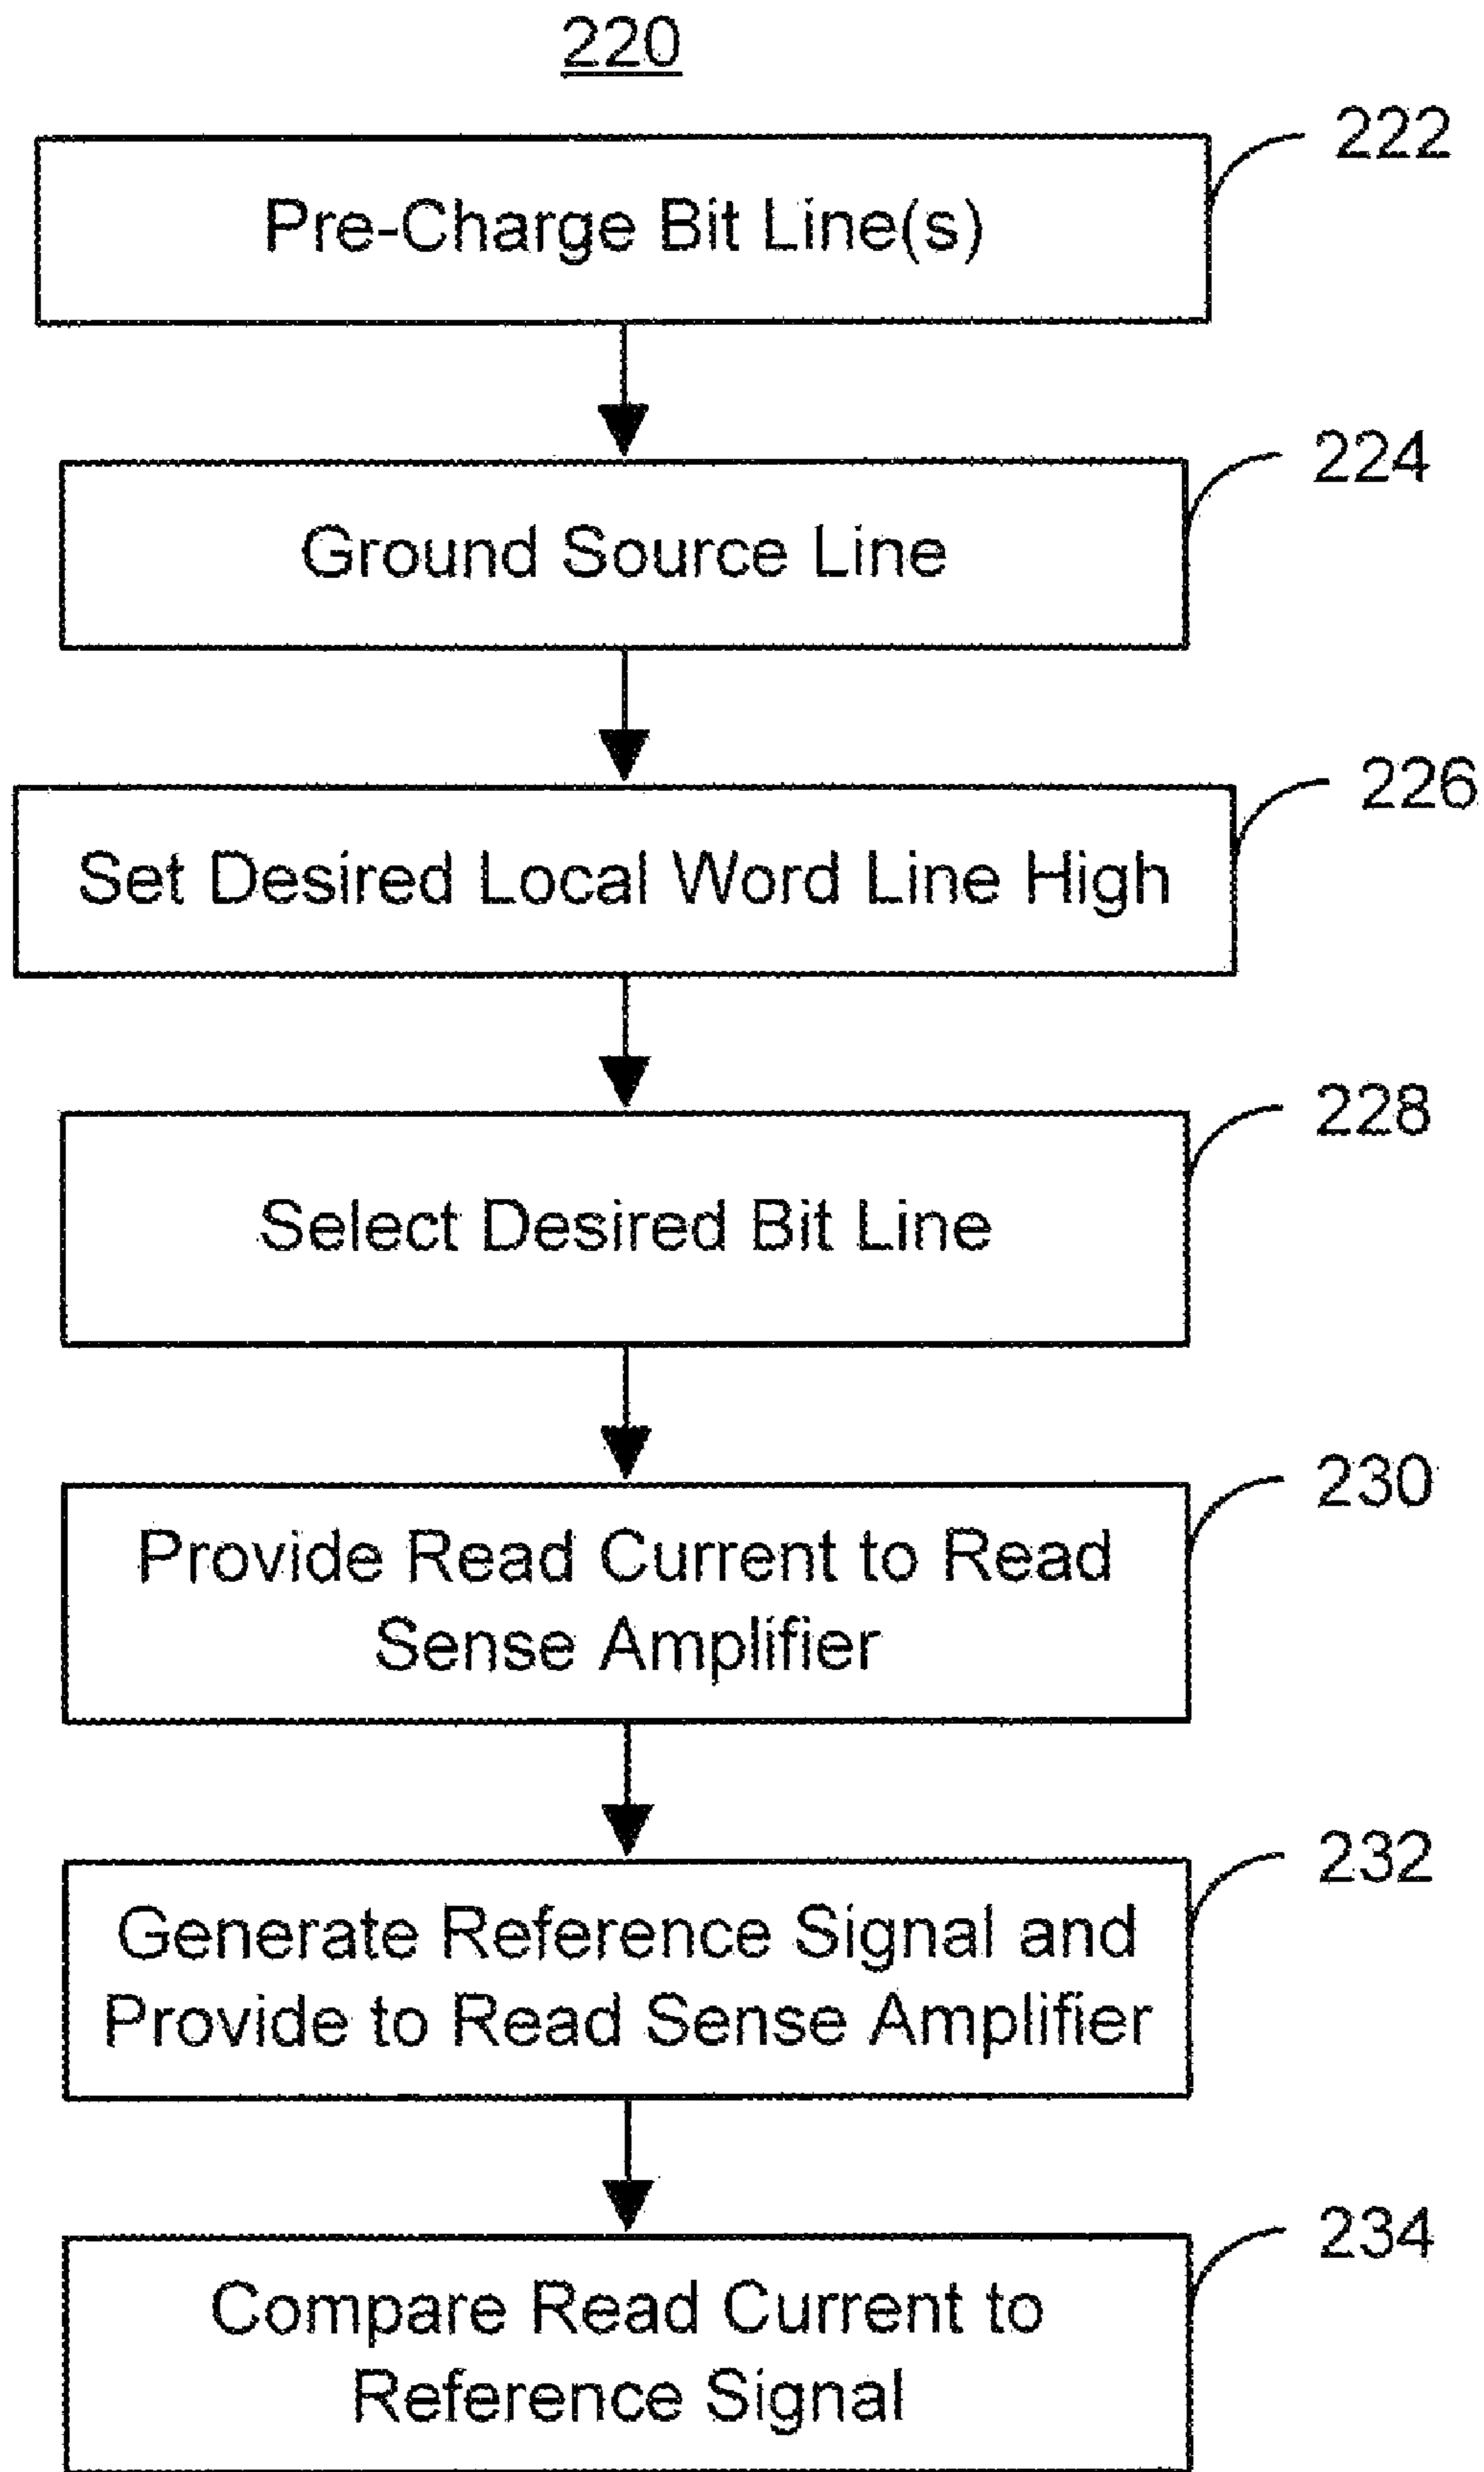 220
222
Pre-Charge Bit Line(s)
224
Ground Source Line
226
Set Desired Local Word Line High
228
Select Desired Bit Line
230
Provide Read Current to Read
Sense Amplifier
232
Generate Reference Signal and
Provide to Read Sense Amplifier
234
Compare Read Current to
Reference Signal